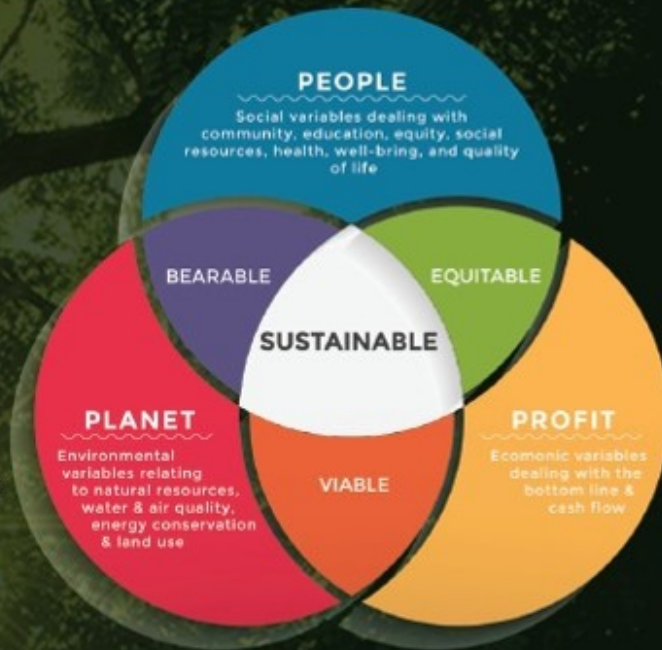 PEOPLE
Social variables dealing with
community, education, equity, social
resources, health, well-bring, and quality
of life
BEARABLE
EQUITABLE
SUSTAINABLE
PLANET
Environmental
variables relating
to natural resources,
water & air quality,
energy conservation
& land use
PROFIT
Ecomonic variables
dealing with the
bottom line &
cash flow
VIABLE